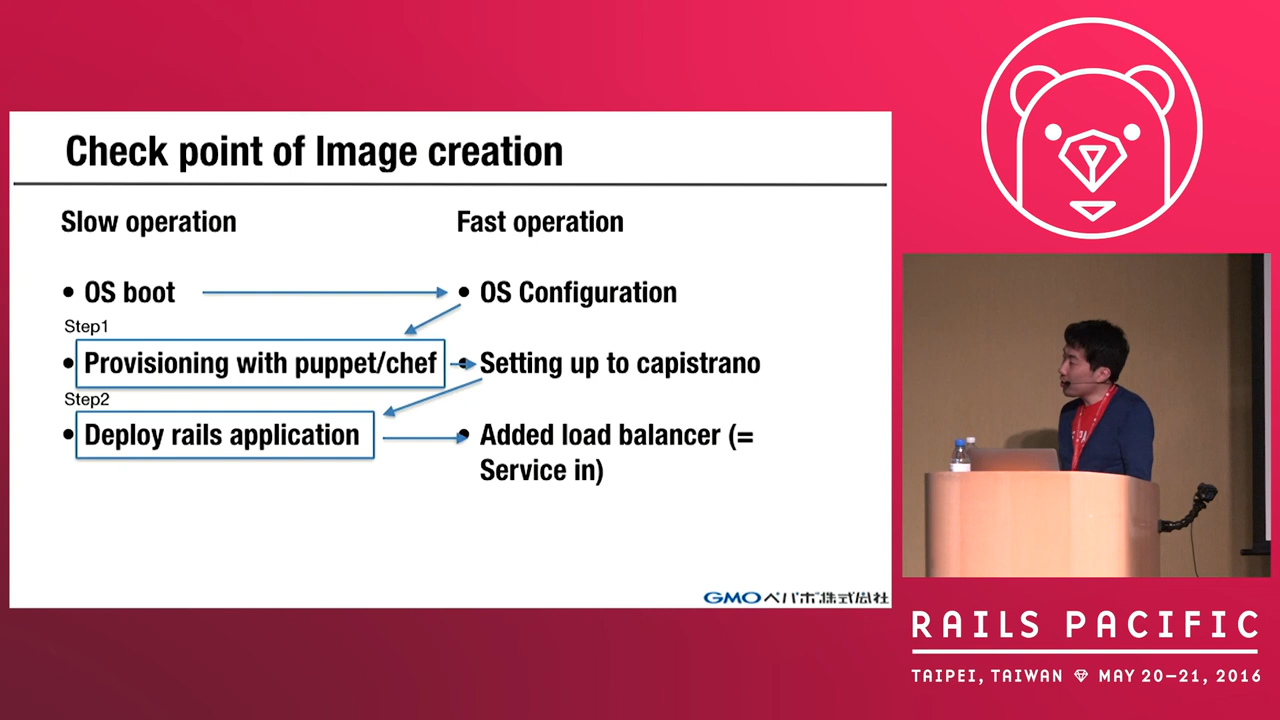 Check point of Image creation
Slow operation
Fast operation
• OS boot
• OS Configuration
Step1
• Provisioning with puppet/chef
• Setting up to capistrano
Step2
• Deploy rails application
• Added load balancer (=
Service in)
GMOペパボ株式会社
RAILS PACIFIC
TAIPEI, TAIWAN MAY 20–21, 2016